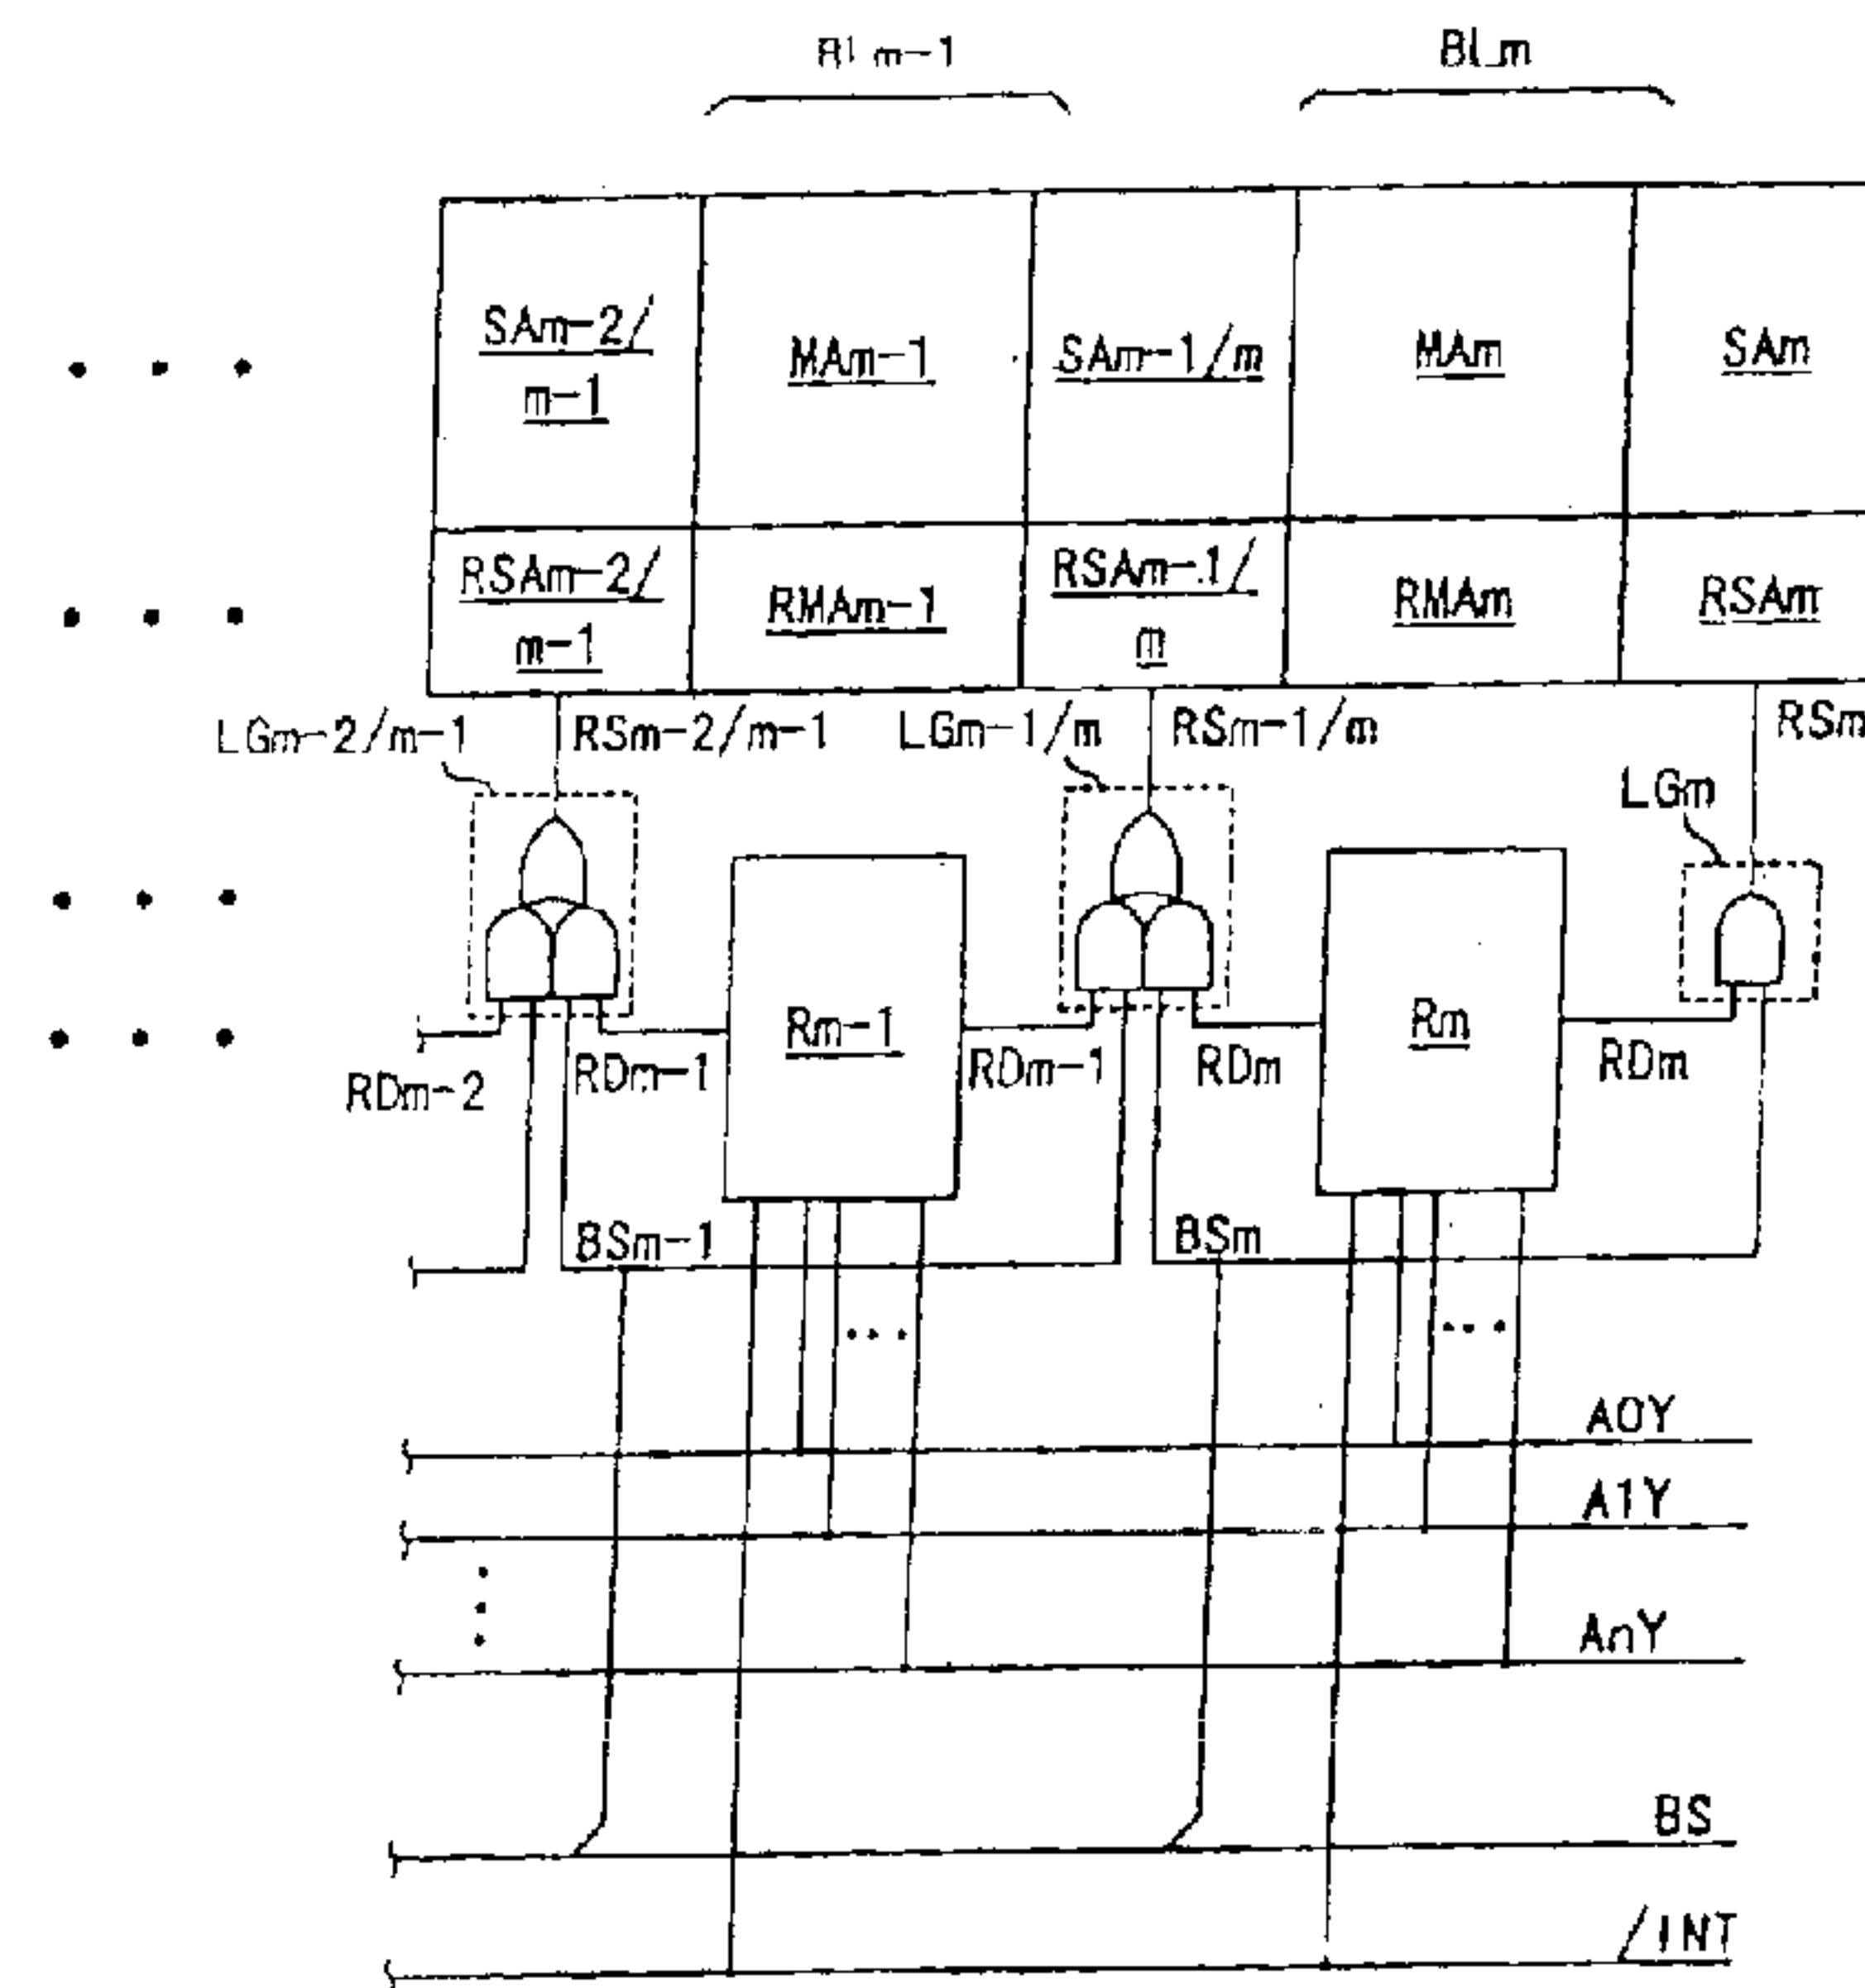 BLm-1
BLm
SAm-2/
m-1
MAm-1
SAm-1/m
MAm
SAm
RSAm-2/
m-1
RMAm-1
RSAm-1/
m
RMAm
RSAm
LGm-2/m-1
RSm-2/m-1
LGm-1/m
RSm-1/m
RSm
LGm
Rm-1
Rm
RDm-2
RDm-1
RDm-1
RDm
RDm
BSm-1
BSm
A0Y
A1Y
AnY
BS
/INT